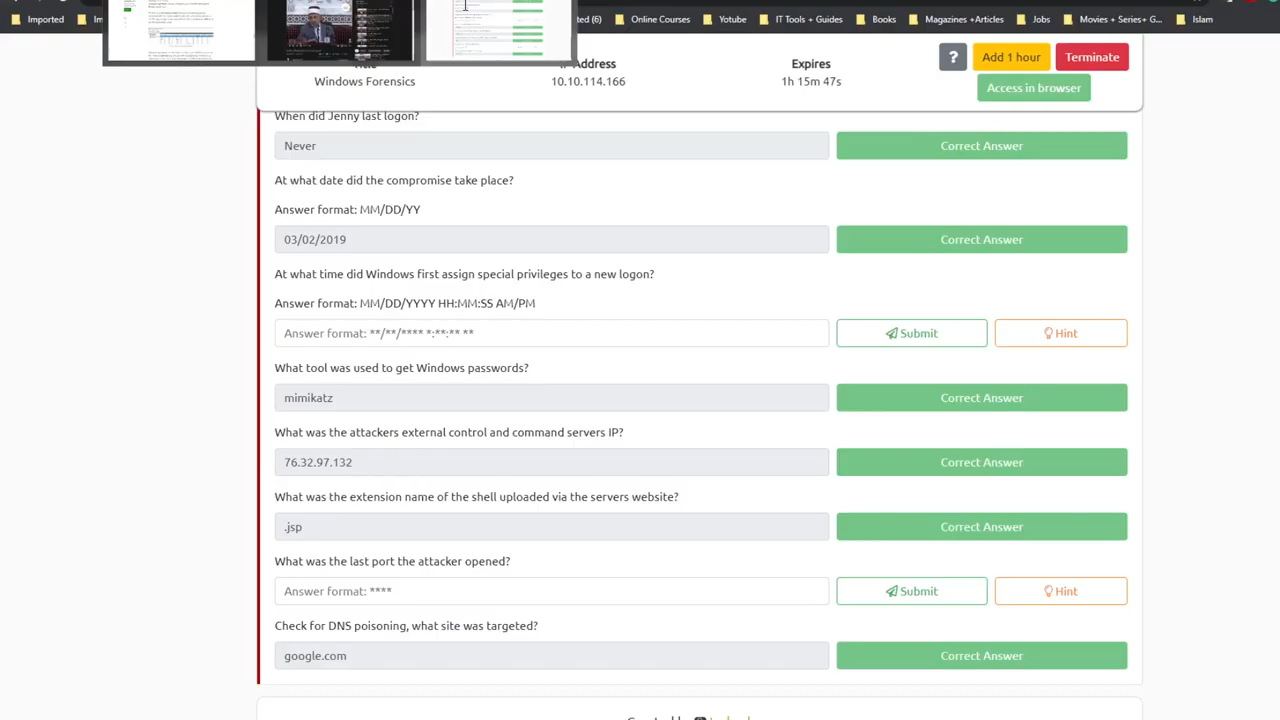 Imported
Youtube
Magazines +Articles
Movies + Series+ C...
Islam
IP Address
Expires
Windows Forensics
10.10.114.166
1h 15m 47s
?
Add 1 hour
Terminate
Access in browser
When did Jenny last logon?
Never
Correct Answer
At what date did the compromise take place?
Answer format: MM/DD/YY
03/02/2019
Correct Answer
At what time did Windows first assign special privileges to a new logon?
Answer format: MM/DD/YYYY HH:MM:SS AM/PM
Answer format: **/**/**** *:**:** **
Submit
Hint
What tool was used to get Windows passwords?
mimikatz
Correct Answer
What was the attackers external control and command servers IP?
76.32.97.132
Correct Answer
What was the extension name of the shell uploaded via the servers website?
.jsp
Correct Answer
What was the last port the attacker opened?
Answer format: ****
Submit
Hint
Check for DNS poisoning, what site was targeted?
google.com
Correct Answer